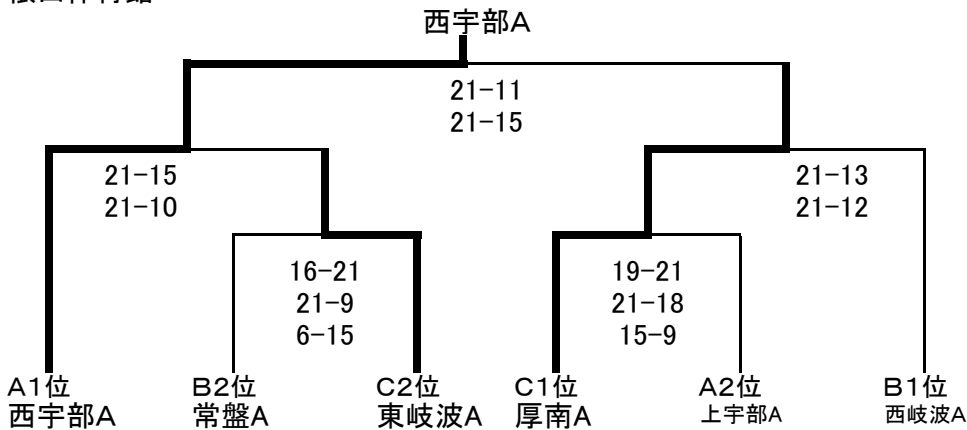 西宇部A
21-11
21-15
21-15
21-10
21-13
21-12
16-21
21-9
6-15
19-21
21-18
15-9
A1位
西宇部A
B2位
常盤A
C2位
東岐波A
C1位
厚南A
A2位
上宇部A
B1位
西岐波A